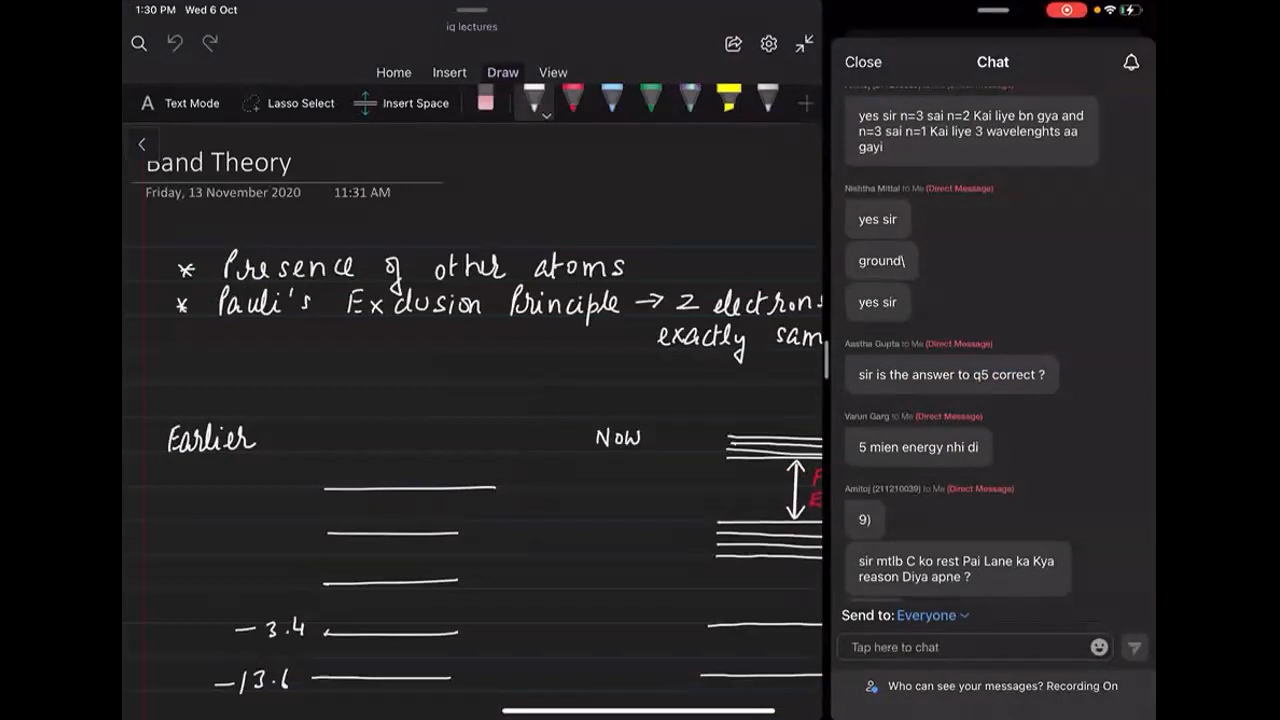 1:30 PM Wed 6 Oct
iq lectures
Home Insert Draw View
A Text Mode Lasso Select Insert Space
Band Theory
Friday, 13 November 2020 11:31 AM
* Presence of other atoms
* Pauli's Exclusion Principle → 2 electrons
exactly sam
Earlier
Now
F
E
- 3.4
-13.6
Close Chat
yes sir n=3 sai n=2 Kai liye bn gya and
n=3 sai n=1 Kai liye 3 wavelenghts aa
gayi
Nishtha Mittal to Me (Direct Message)
yes sir
ground\
yes sir
Aastha Gupta to Me (Direct Message)
sir is the answer to q5 correct ?
Varun Garg to Me (Direct Message)
5 mien energy nhi di
Amitoj (211210039) to Me (Direct Message)
9)
sir mtlb C ko rest Pai Lane ka Kya
reason Diya apne ?
Send to: Everyone
Tap here to chat
Who can see your messages? Recording On